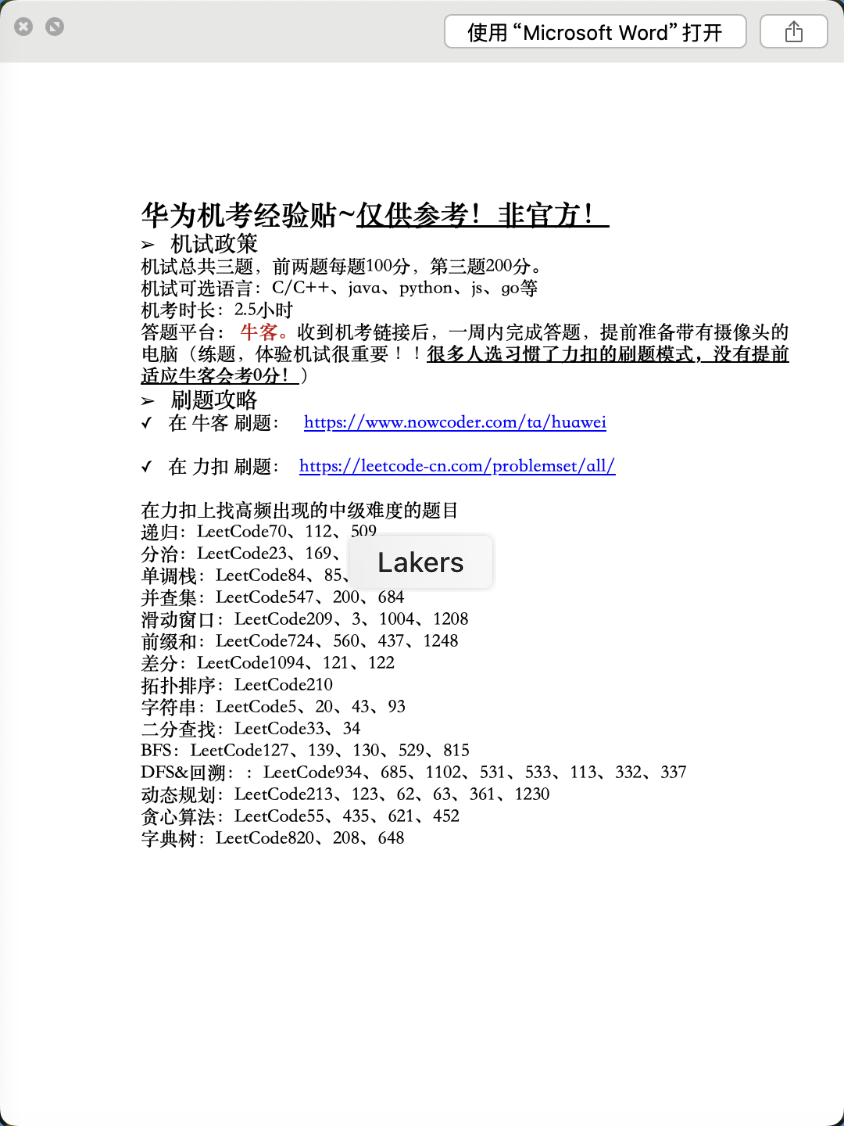 使用“Microsoft Word”打开
华为机考经验贴~仅供参考！非官方！
➢ 机试政策
机试总共三题，前两题每题100分，第三题200分。
机试可选语言：C/C++、java、python、js、go等
机考时长：2.5小时
答题平台： 牛客。收到机考链接后，一周内完成答题，提前准备带有摄像头的
电脑（练题，体验机试很重要！！很多人选习惯了力扣的刷题模式，没有提前
适应牛客会考0分！）
➢ 刷题攻略
✓ 在 牛客 刷题： https://www.nowcoder.com/ta/huawei
✓ 在 力扣 刷题： https://leetcode-cn.com/problemset/all/
在力扣上找高频出现的中级难度的题目
递归：LeetCode70、112、509
分治：LeetCode23、169、
Lakers
单调栈：LeetCode84、85、
并查集：LeetCode547、200、684
滑动窗口：LeetCode209、3、1004、1208
前缀和：LeetCode724、560、437、1248
差分：LeetCode1094、121、122
拓扑排序：LeetCode210
字符串：LeetCode5、20、43、93
二分查找：LeetCode33、34
BFS：LeetCode127、139、130、529、815
DFS&回溯：：LeetCode934、685、1102、531、533、113、332、337
动态规划：LeetCode213、123、62、63、361、1230
贪心算法：LeetCode55、435、621、452
字典树：LeetCode820、208、648